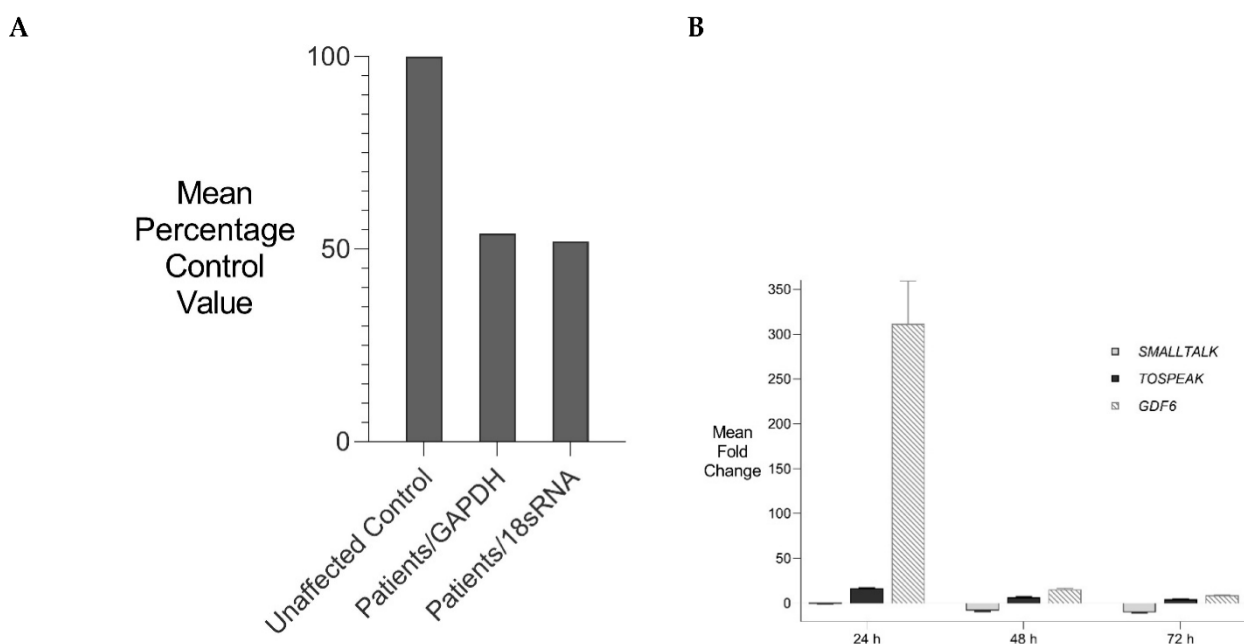 A
Mean
Percentage
Control
Value
100
50
0
Unaffected Control
Patients/GAPDH
Patients/18sRNA
B
Mean
Fold
Change
350
300
250
200
150
100
50
0
24 h
48 h
72 h
SMALLTALK
TOSPEAK
GDF6